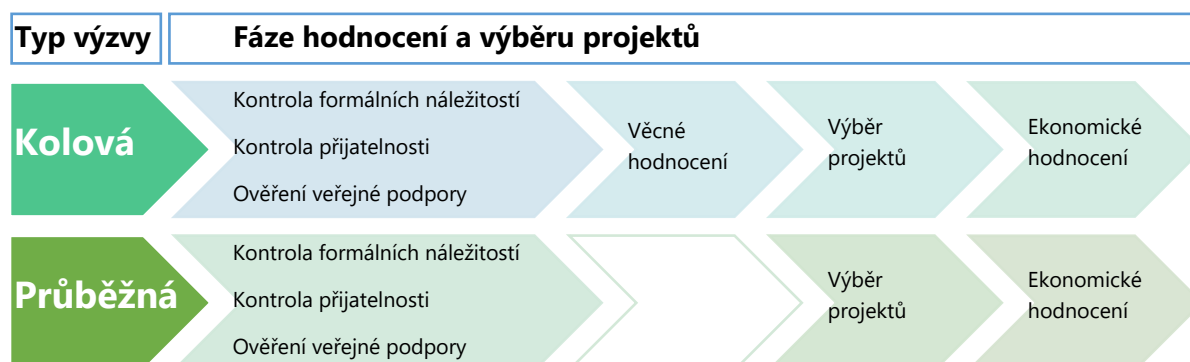 Typ výzvy
Fáze hodnocení a výběru projektů
Kolová
Kontrola formálních náležitostí
Kontrola přijatelnosti
Ověření veřejné podpory
Věcné
hodnocení
Výběr
projektů
Ekonomické
hodnocení
Průběžná
Kontrola formálních náležitostí
Kontrola přijatelnosti
Ověření veřejné podpory
Výběr
projektů
Ekonomické
hodnocení